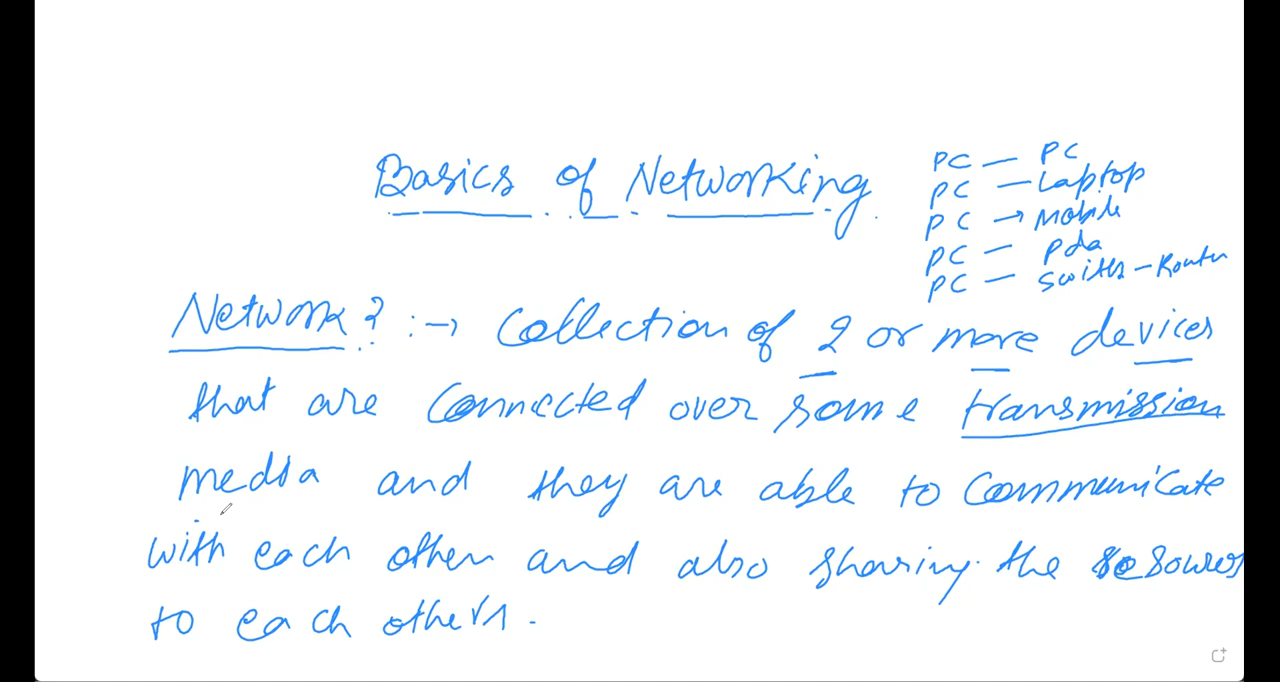 Basics of Networking
PC — PC
PC — Laptop
PC → Mobile
PC — Pda
PC — Switch - Router
Network? :→ Collection of 2 or more devices
that are connected over some transmission
media and they are able to communicate
with each other and also sharing the
to each others.